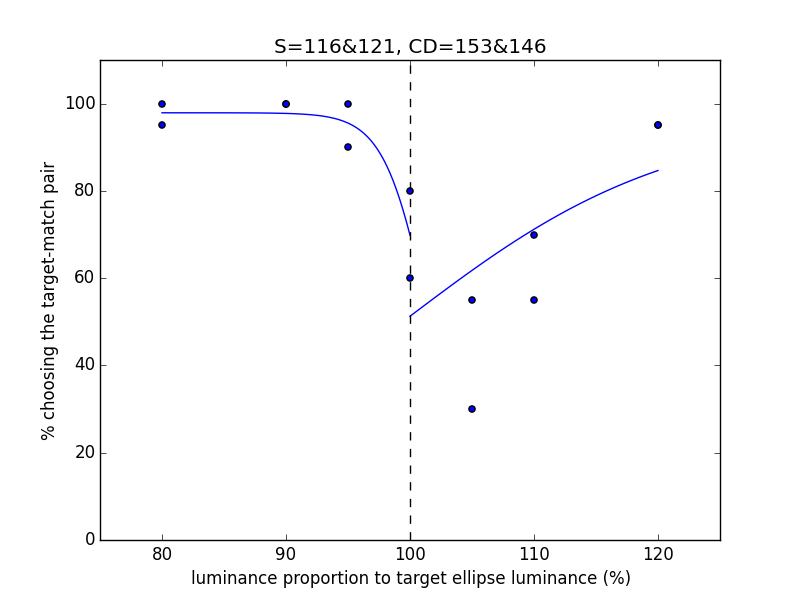 S=116&121, CD=153&146
% choosing the target-match pair
100
80
60
40
20
0
80 90 100 110 120
luminance proportion to target ellipse luminance (%)